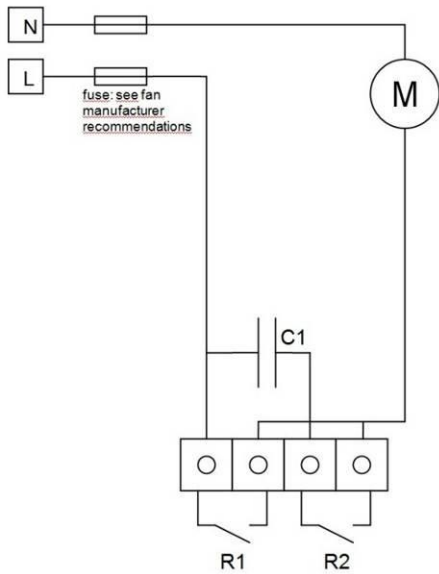 N
L
fuse: see fan
manufacturer
recommendations
M
C1
R1
R2